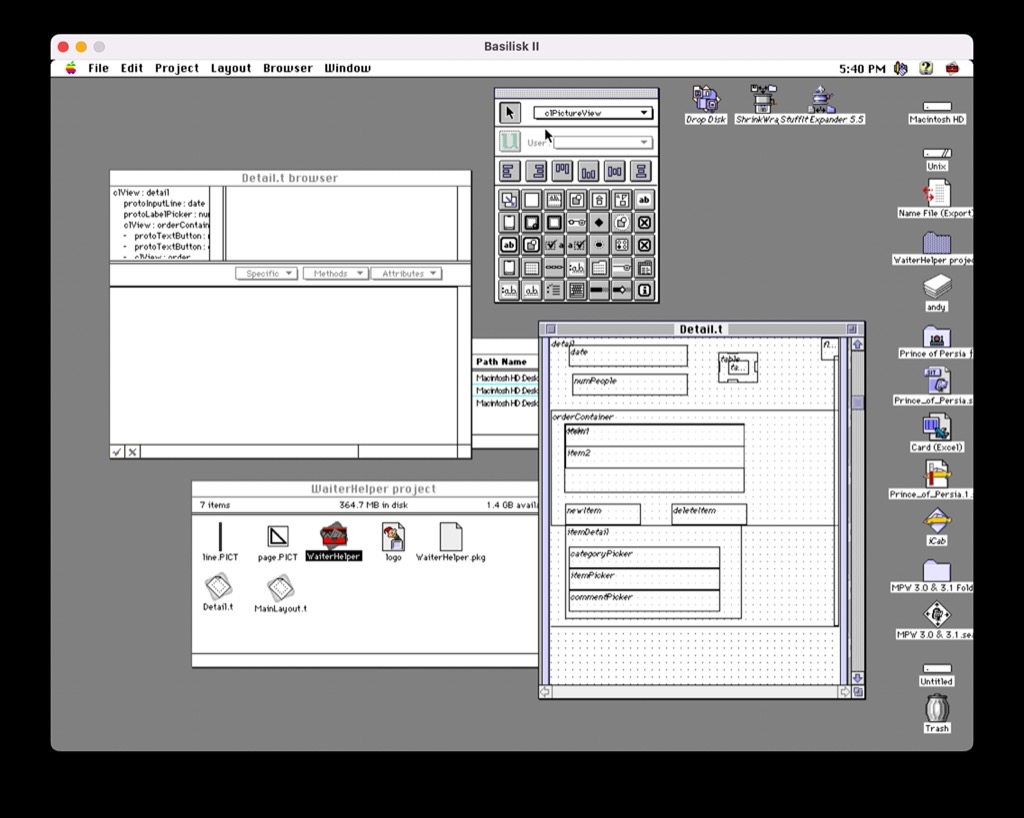 Basilisk II
File Edit Project Layout Browser Window
5:40 PM
clPictureView
User:
Drop Disk
ShrinkWra
StuffIt Expander 5.5
Macintosh HD
Unix
Name File (Export)
WaiterHelper proje
andy
Prince of Persia f
Prince_of_Persia.s
Card (Excel)
Prince_of_Persia.1.
iCab
MPW 3.0 & 3.1 Fold
MPW 3.0 & 3.1.sea
Untitled
Trash
Detail.t browser
clView : detail
protoInputLine : date
protoLabelPicker : nu
clView : orderContain
- protoTextButton :
- protoTextButton :
- clView : order
Specific
Methods
Attributes
Path Name
Macintosh HD:Desk
Macintosh HD:Desk
Macintosh HD:Desk
WaiterHelper project
7 items
364.7 MB in disk
1.4 GB avail
line.PICT
page.PICT
WaiterHelper
logo
WaiterHelper.pkg
Detail.t
MainLayout.t
Detail.t
detail
date
numPeople
table
ta...
orderContainer
item1
item2
newItem
deleteItem
itemDetail
categoryPicker
itemPicker
commentPicker